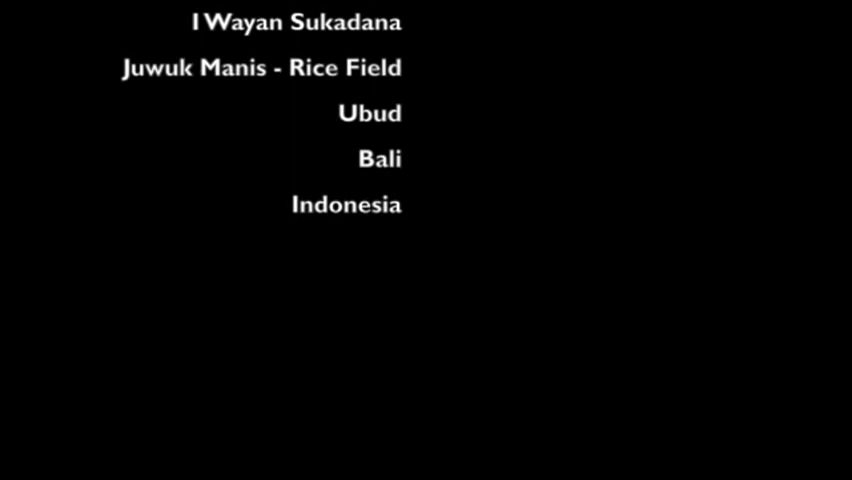 I Wayan Sukadana
Juwuk Manis - Rice Field
Ubud
Bali
Indonesia